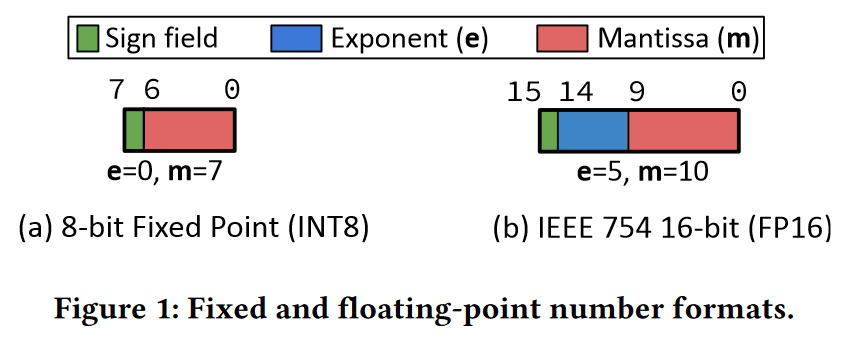 Sign field Exponent (e) Mantissa (m)
7 6 0 15 14 9 0
e=0, m=7 e=5, m=10
(a) 8-bit Fixed Point (INT8) (b) IEEE 754 16-bit (FP16)
Figure 1: Fixed and floating-point number formats.